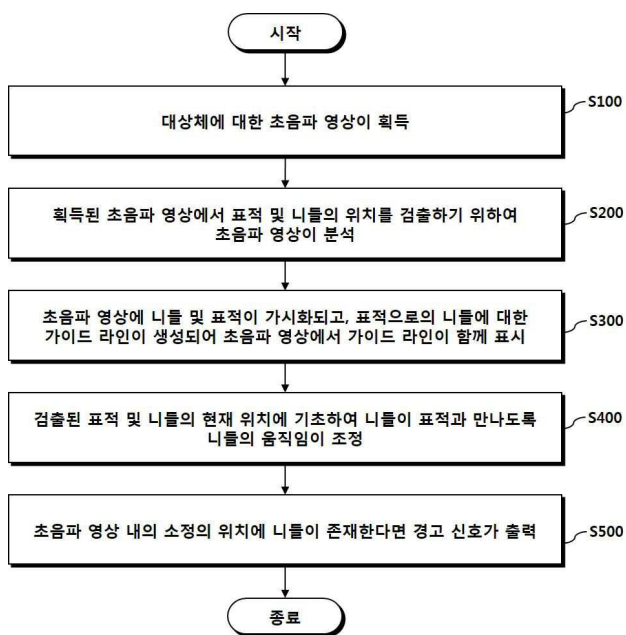 시작
대상체에 대한 초음파 영상이 획득
S100
획득된 초음파 영상에서 표적 및 니들의 위치를 검출하기 위하여
초음파 영상이 분석
S200
초음파 영상에 니들 및 표적이 가시화되고, 표적으로의 니들에 대한
가이드 라인이 생성되어 초음파 영상에서 가이드 라인이 함께 표시
S300
검출된 표적 및 니들의 현재 위치에 기초하여 니들이 표적과 만나도록
니들의 움직임이 조정
S400
초음파 영상 내의 소정의 위치에 니들이 존재한다면 경고 신호가 출력
S500
종료